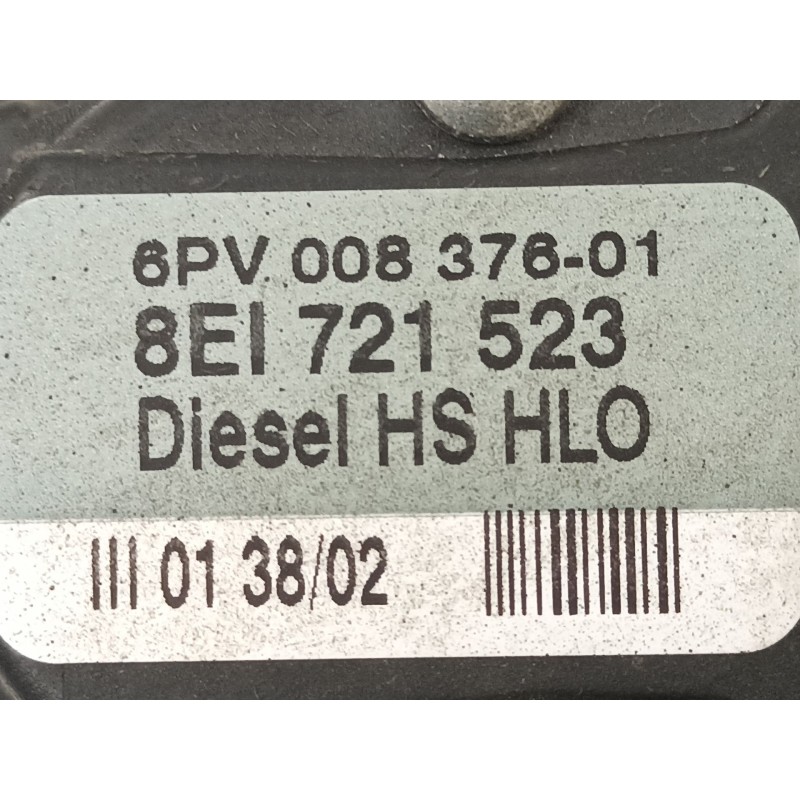 6PV 008 376-01
8EI 721 523
Diesel HS HLO
III 01 38/02